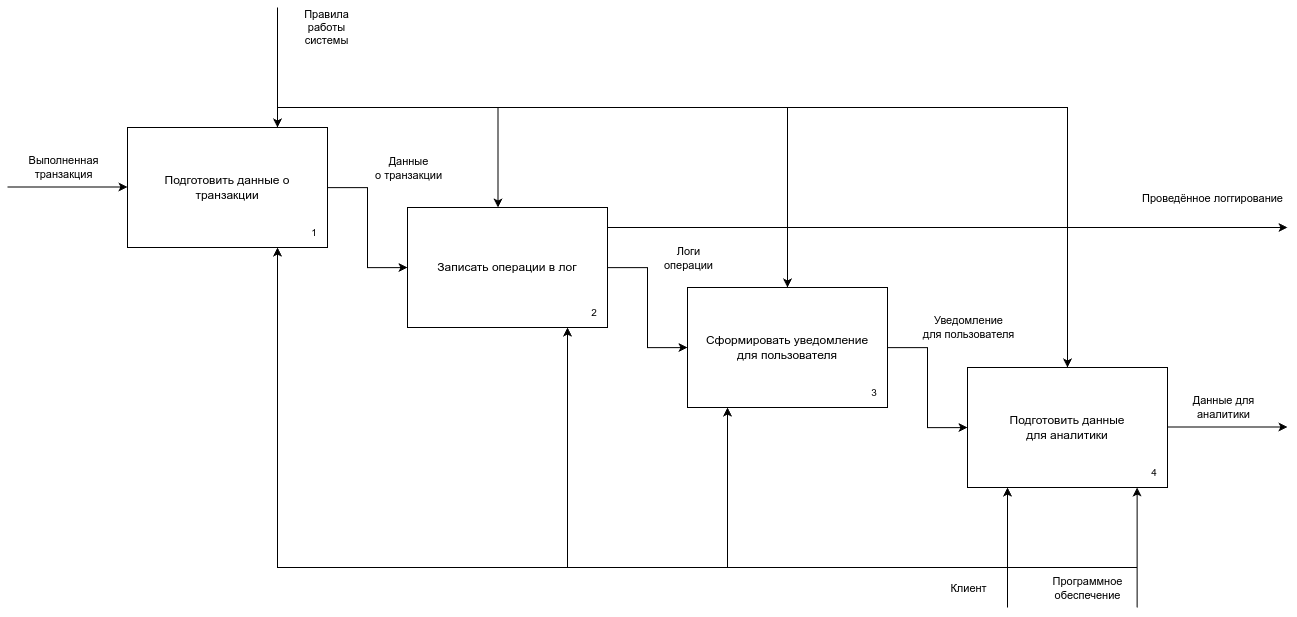 Правила
работы
системы
Выполненная
транзакция
Подготовить данные о
транзакции
1
Данные
о транзакции
Записать операции в лог
2
Проведённое логгирование
Логи
операции
Сформировать уведомление
для пользователя
3
Уведомление
для пользователя
Подготовить данные
для аналитики
4
Данные для
аналитики
Клиент
Программное
обеспечение